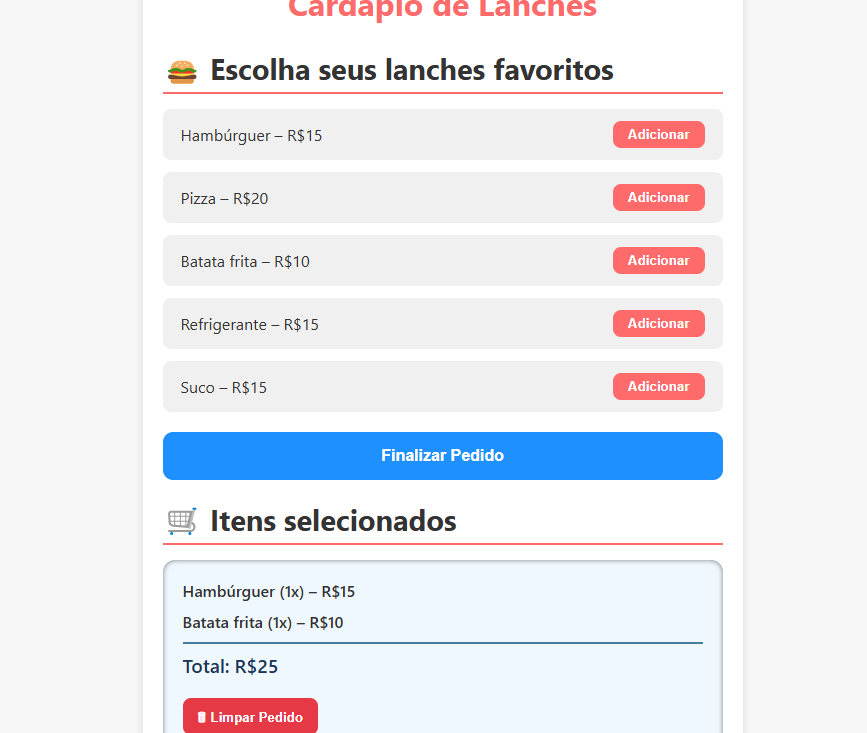 Cardápio de Lanches
Escolha seus lanches favoritos
Hambúrguer – R$15
Adicionar
Pizza – R$20
Adicionar
Batata frita – R$10
Adicionar
Refrigerante – R$15
Adicionar
Suco – R$15
Adicionar
Finalizar Pedido
Itens selecionados
Hambúrguer (1x) – R$15
Batata frita (1x) – R$10
Total: R$25
Limpar Pedido